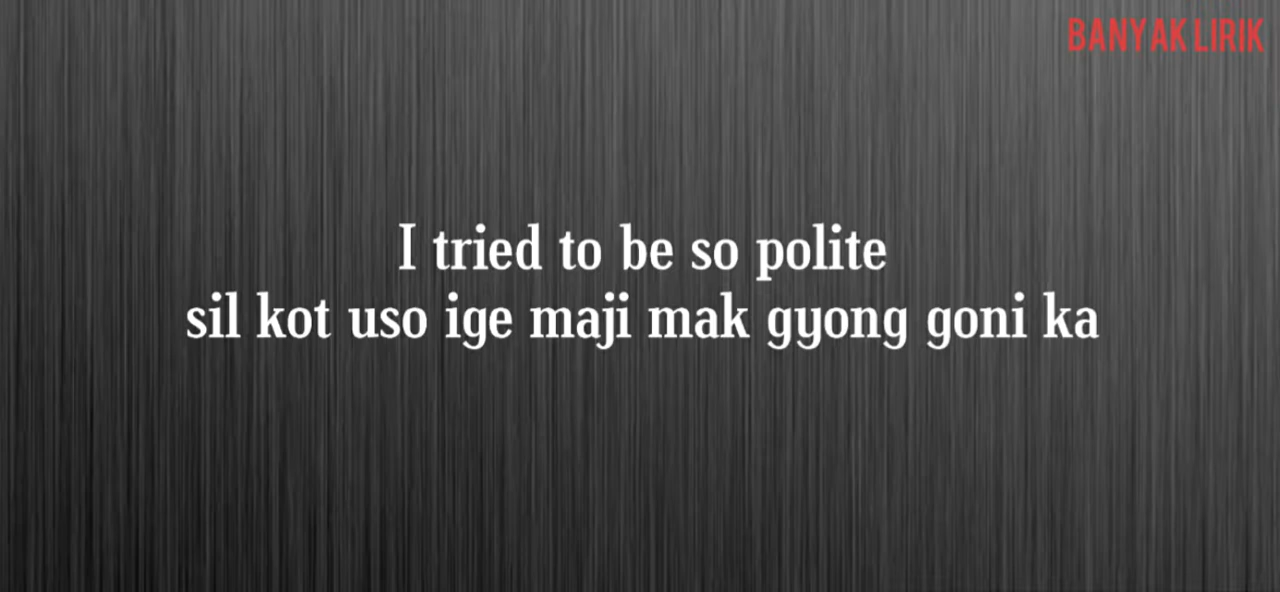 BANYAK LIRIK
I tried to be so polite
sil kot uso ige maji mak gyong goni ka